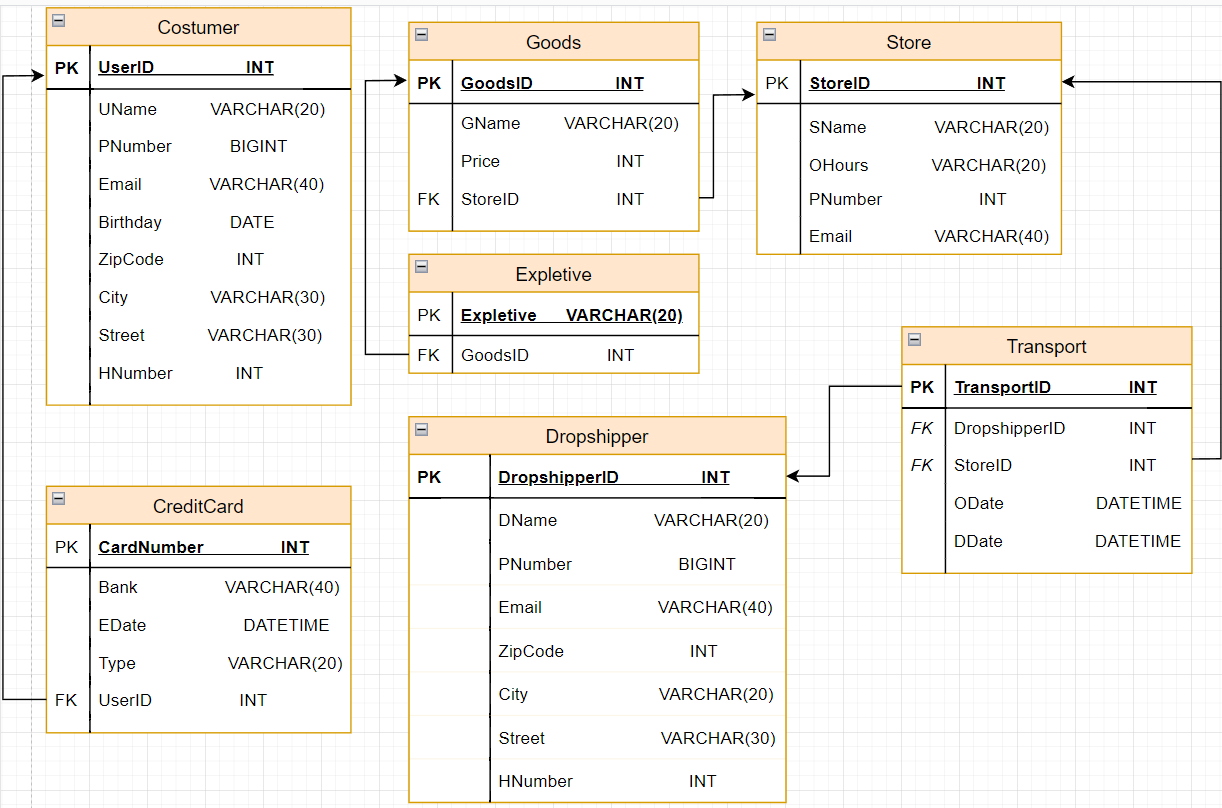 Costumer
PK UserID INT
UName VARCHAR(20)
PNumber BIGINT
Email VARCHAR(40)
Birthday DATE
ZipCode INT
City VARCHAR(30)
Street VARCHAR(30)
HNumber INT
Goods
PK GoodsID INT
GName VARCHAR(20)
Price INT
FK StoreID INT
Store
PK StoreID INT
SName VARCHAR(20)
OHours VARCHAR(20)
PNumber INT
Email VARCHAR(40)
Expletive
PK Expletive VARCHAR(20)
FK GoodsID INT
Transport
PK TransportID INT
FK DropshipperID INT
FK StoreID INT
ODate DATETIME
DDate DATETIME
CreditCard
PK CardNumber INT
Bank VARCHAR(40)
EDate DATETIME
Type VARCHAR(20)
FK UserID INT
Dropshipper
PK DropshipperID INT
DName VARCHAR(20)
PNumber BIGINT
Email VARCHAR(40)
ZipCode INT
City VARCHAR(20)
Street VARCHAR(30)
HNumber INT